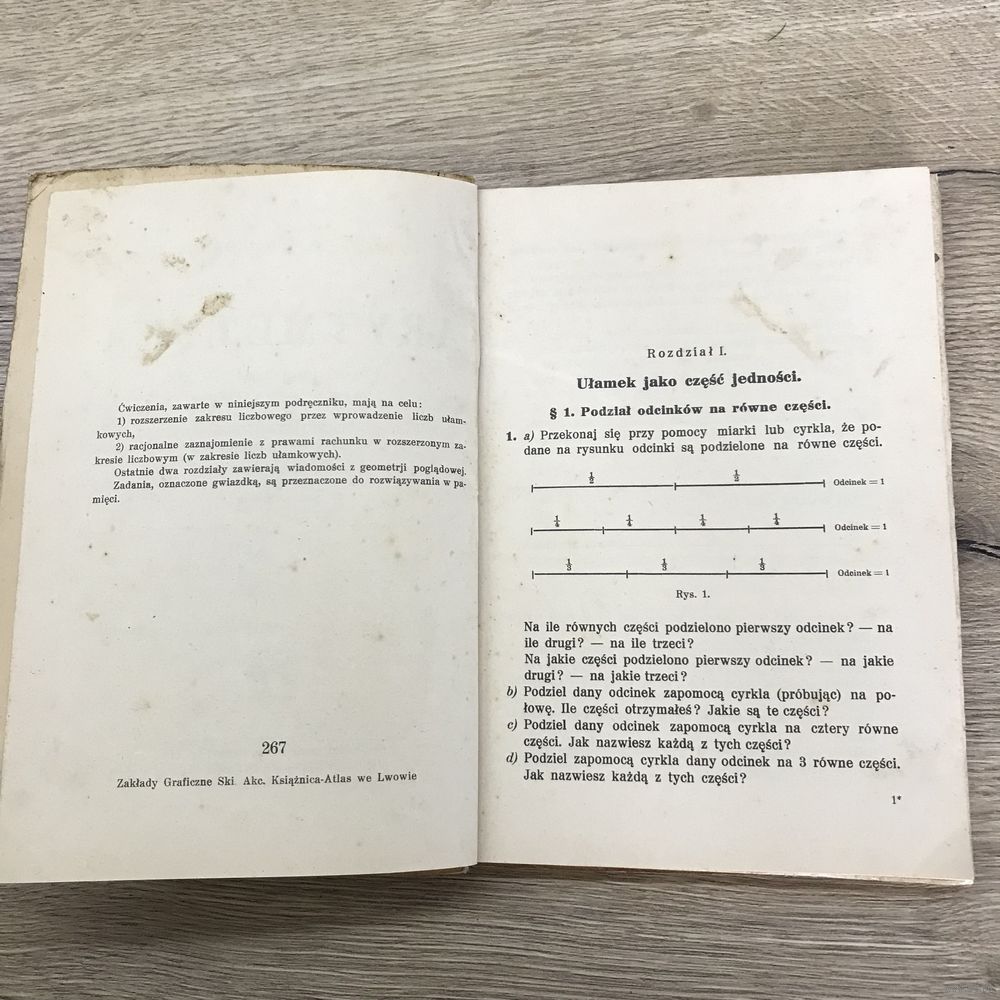 Ćwiczenia, zawarte w niniejszym podręczniku, mają na celu:
1) rozszerzenie zakresu liczbowego przez wprowadzenie liczb ułam-
kowych,
2) racjonalne zaznajomienie z prawami rachunku w rozszerzonym za-
kresie liczbowym (w zakresie liczb ułamkowych).
Ostatnie dwa rozdziały zawierają wiadomości z geometrji poglądowej.
Zadania, oznaczone gwiazdką, są przeznaczone do rozwiązywania w pa-
mięci.
267
Zakłady Graficzne Skł. Akc. Książnica-Atlas we Lwowie
Rozdział I.
Ułamek jako część jedności.
§ 1. Podział odcinków na równe części.
1. a) Przekonaj się przy pomocy miarki lub cyrkla, że po-
dane na rysunku odcinki są podzielone na równe części.
1/2 1/2 Odcinek = 1
1/4 1/4 1/4 1/4 Odcinek = 1
1/3 1/3 1/3 Odcinek = 1
Rys. 1.
Na ile równych części podzielono pierwszy odcinek? — na
ile drugi? — na ile trzeci?
Na jakie części podzielono pierwszy odcinek? — na jakie
drugi? — na jakie trzeci?
b) Podziel dany odcinek zapomocą cyrkla (próbując) na po-
łowę. Ile części otrzymałeś? Jakie są te części?
c) Podziel dany odcinek zapomocą cyrkla na cztery równe
części. Jak nazwiesz każdą z tych części?
d) Podziel zapomocą cyrkla dany odcinek na 3 równe części.
Jak nazwiesz każdą z tych części?
1*